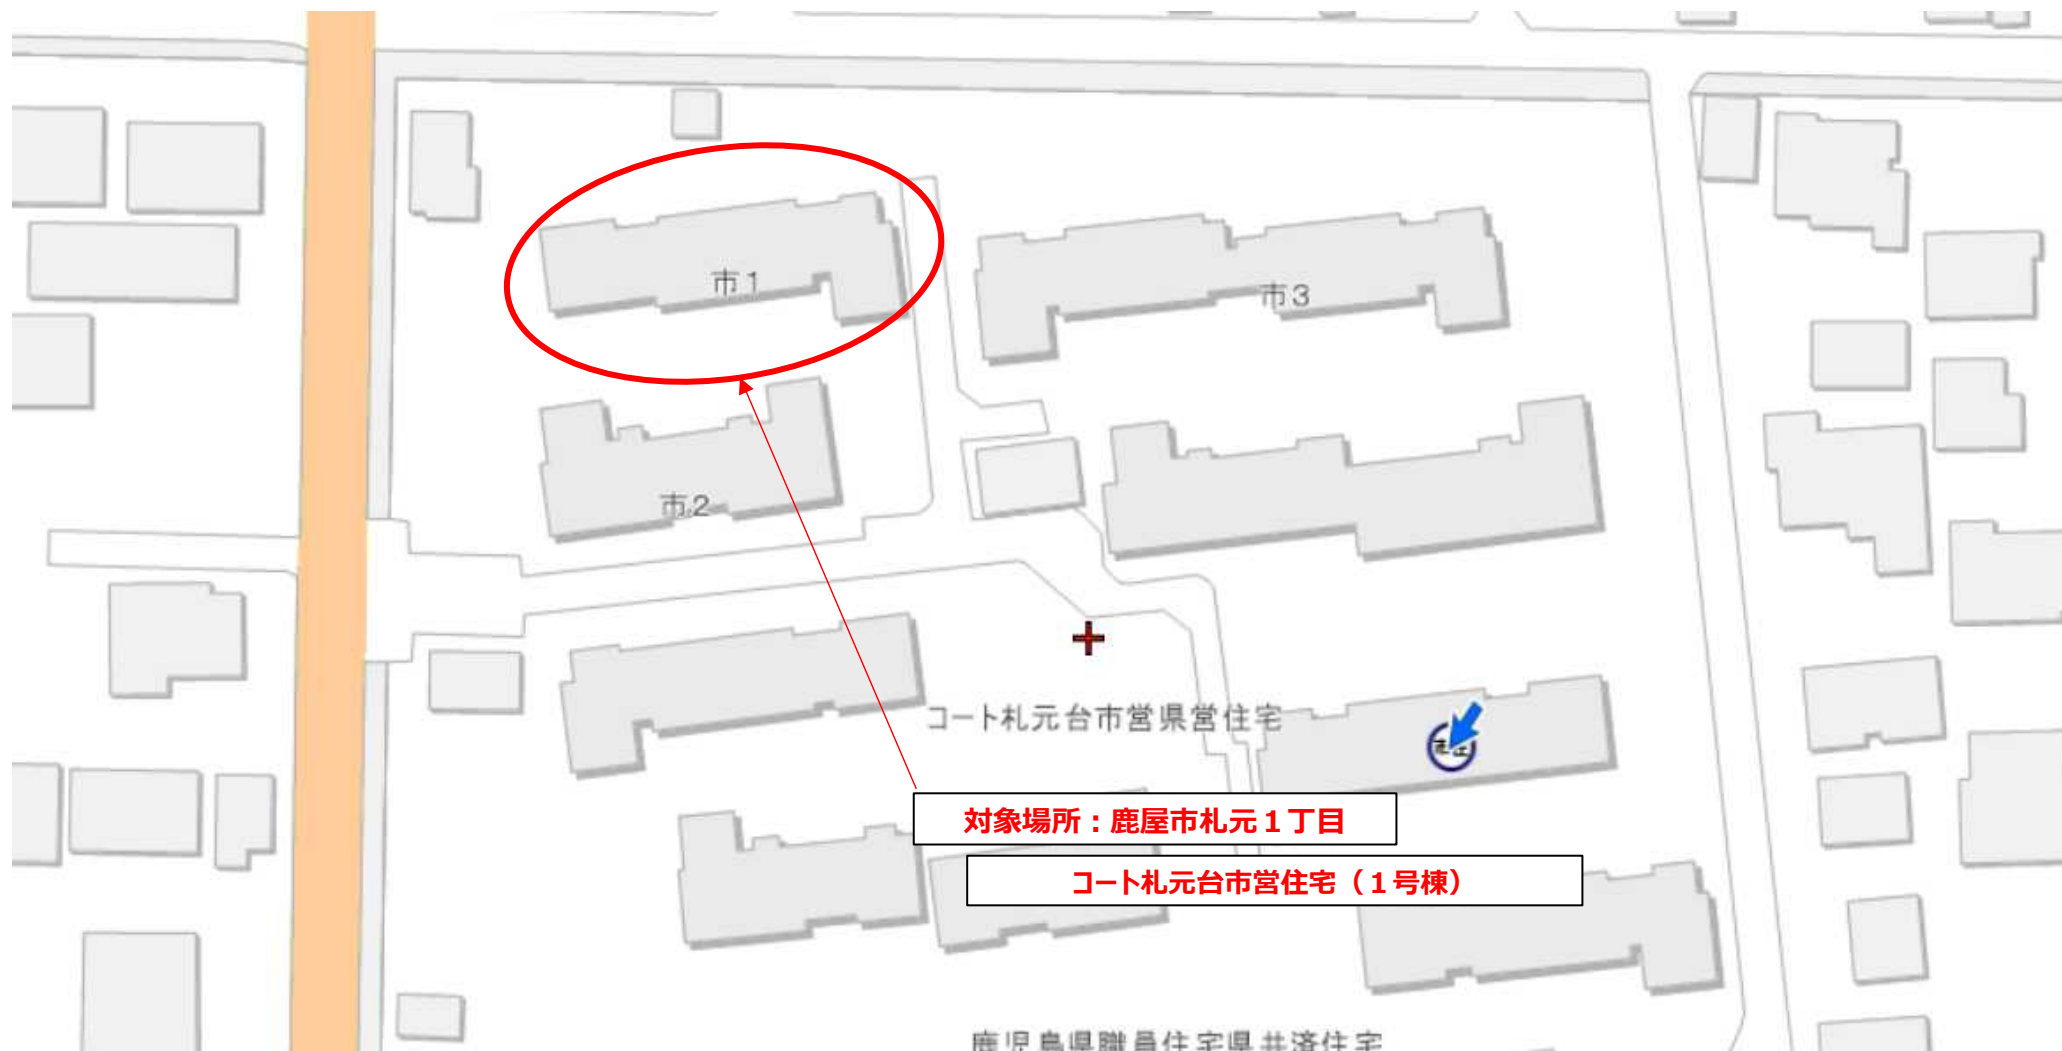 市1
市3
市2
コート札元台市営県営住宅
対象場所：鹿屋市札元１丁目
コート札元台市営住宅（１号棟）
鹿児島県職員住宅県共済住宅